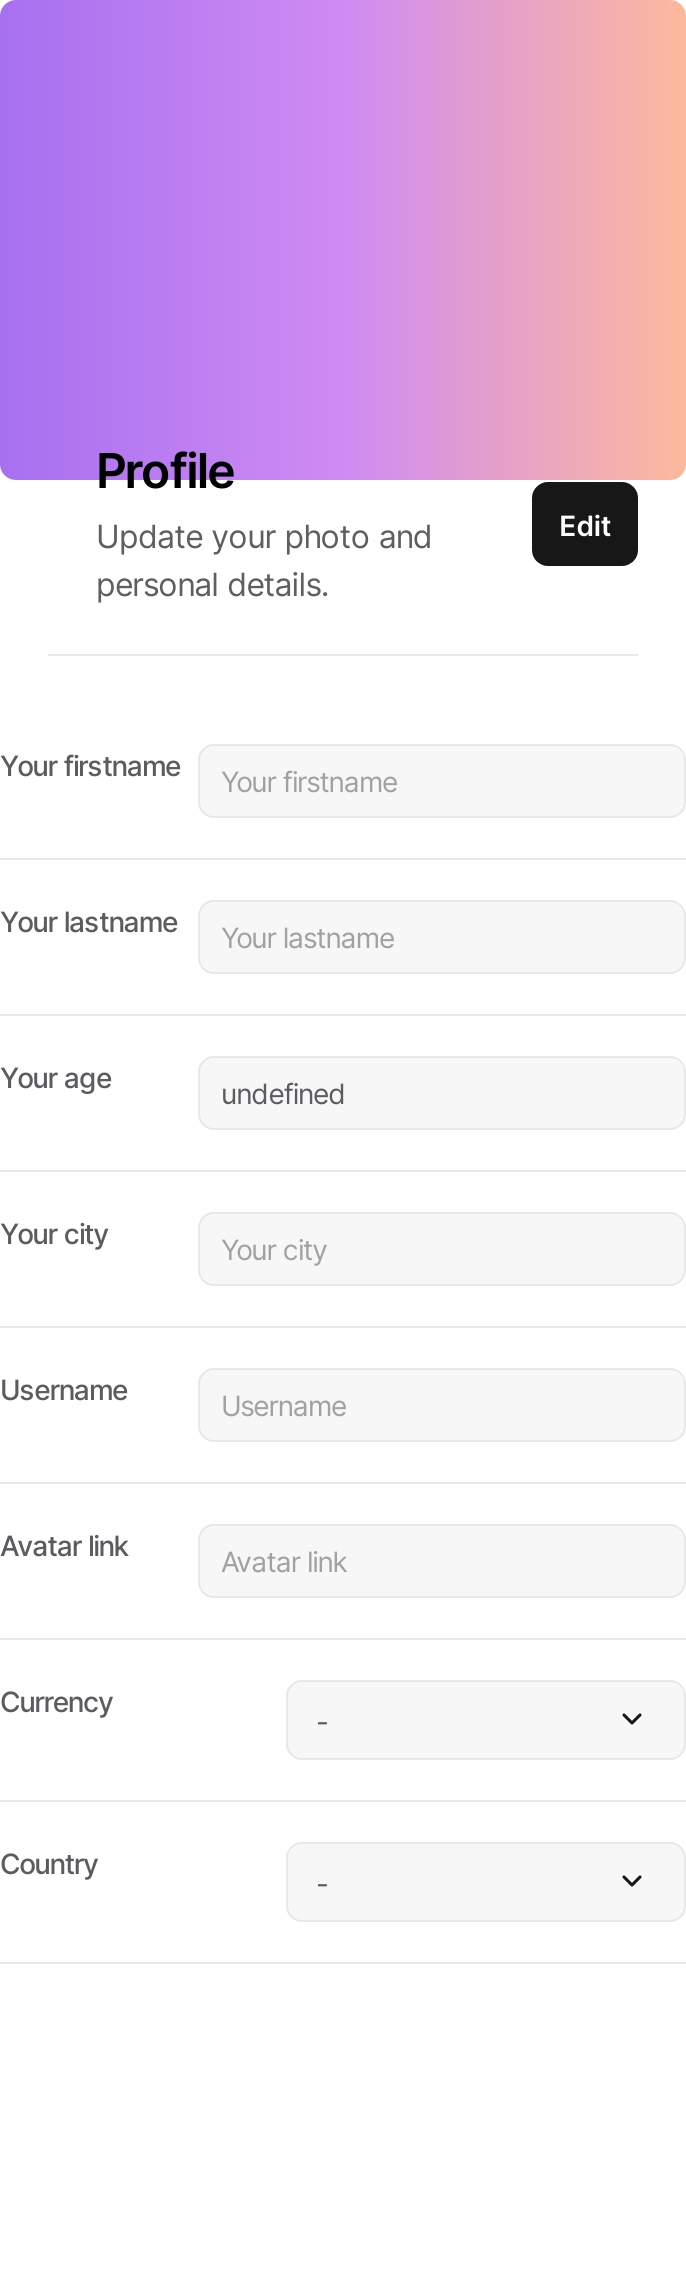 Profile
Update your photo and
personal details.
Edit
Your firstname
Your firstname
Your lastname
Your lastname
Your age
undefined
Your city
Your city
Username
Username
Avatar link
Avatar link
Currency
-
Country
-